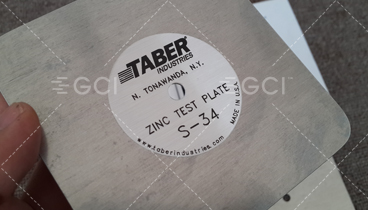 TABER®
INDUSTRIES
N. TONAWANDA, N.Y.
ZINC TEST PLATE
S-34
MADE IN U.S.A.
www.taberindustries.com
GCI
GCI